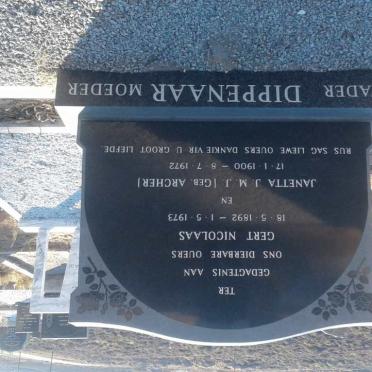 TER
GEDAGTENIS AAN
ONS DIERBARE OUERS
GERT NICOLAAS
18·5·1892 – 5·1·1973
EN
JANETTA J. M. J. (GEB. ARCHER)
17·1·1900 – 8·7·1972
RUS SAG LIEWE OUERS DANKIE VIR U GROOT LIEFDE.
ADER DIPPENAAR MOEDER